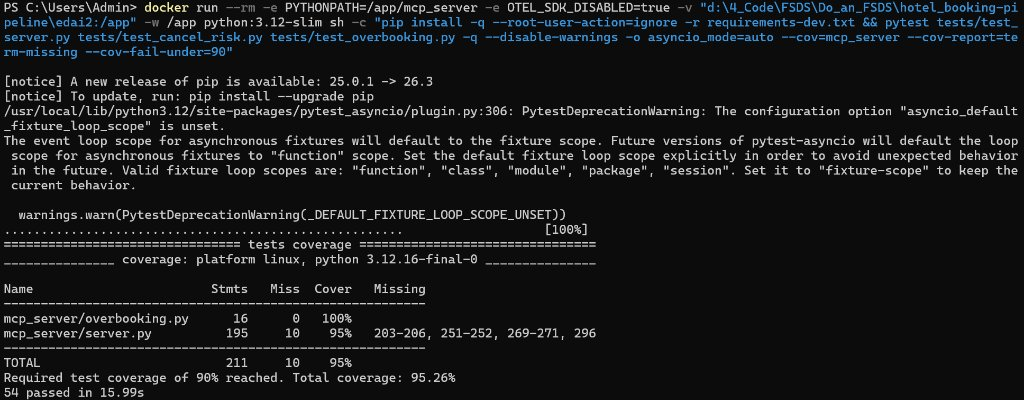 PS C:\Users\Admin> docker run --rm -e PYTHONPATH=/app/mcp_server -e OTEL_SDK_DISABLED=true -v "d:\4_Code\FSDS\Do_an_FSDS\hotel_booking-pi
peline\edai2:/app" -w /app python:3.12-slim sh -c "pip install -q --root-user-action=ignore -r requirements-dev.txt && pytest tests/test_
server.py tests/test_cancel_risk.py tests/test_overbooking.py -q --disable-warnings -o asyncio_mode=auto --cov=mcp_server --cov-report=te
rm-missing --cov-fail-under=90"
[notice] A new release of pip is available: 25.0.1 -> 26.3
[notice] To update, run: pip install --upgrade pip
/usr/local/lib/python3.12/site-packages/pytest_asyncio/plugin.py:306: PytestDeprecationWarning: The configuration option "asyncio_default
_fixture_loop_scope" is unset.
The event loop scope for asynchronous fixtures will default to the fixture scope. Future versions of pytest-asyncio will default the loop
scope for asynchronous fixtures to "function" scope. Set the default fixture loop scope explicitly in order to avoid unexpected behavior
in the future. Valid fixture loop scopes are: "function", "class", "module", "package", "session". Set it to "fixture-scope" to keep the
current behavior.
warnings.warn(PytestDeprecationWarning(_DEFAULT_FIXTURE_LOOP_SCOPE_UNSET))
...................................................... [100%]
================================ tests coverage ================================
_______________ coverage: platform linux, python 3.12.16-final-0 _______________
Name Stmts Miss Cover Missing
---------------------------------------------------------
mcp_server/overbooking.py 16 0 100%
mcp_server/server.py 195 10 95% 203-206, 251-252, 269-271, 296
---------------------------------------------------------
TOTAL 211 10 95%
Required test coverage of 90% reached. Total coverage: 95.26%
54 passed in 15.99s